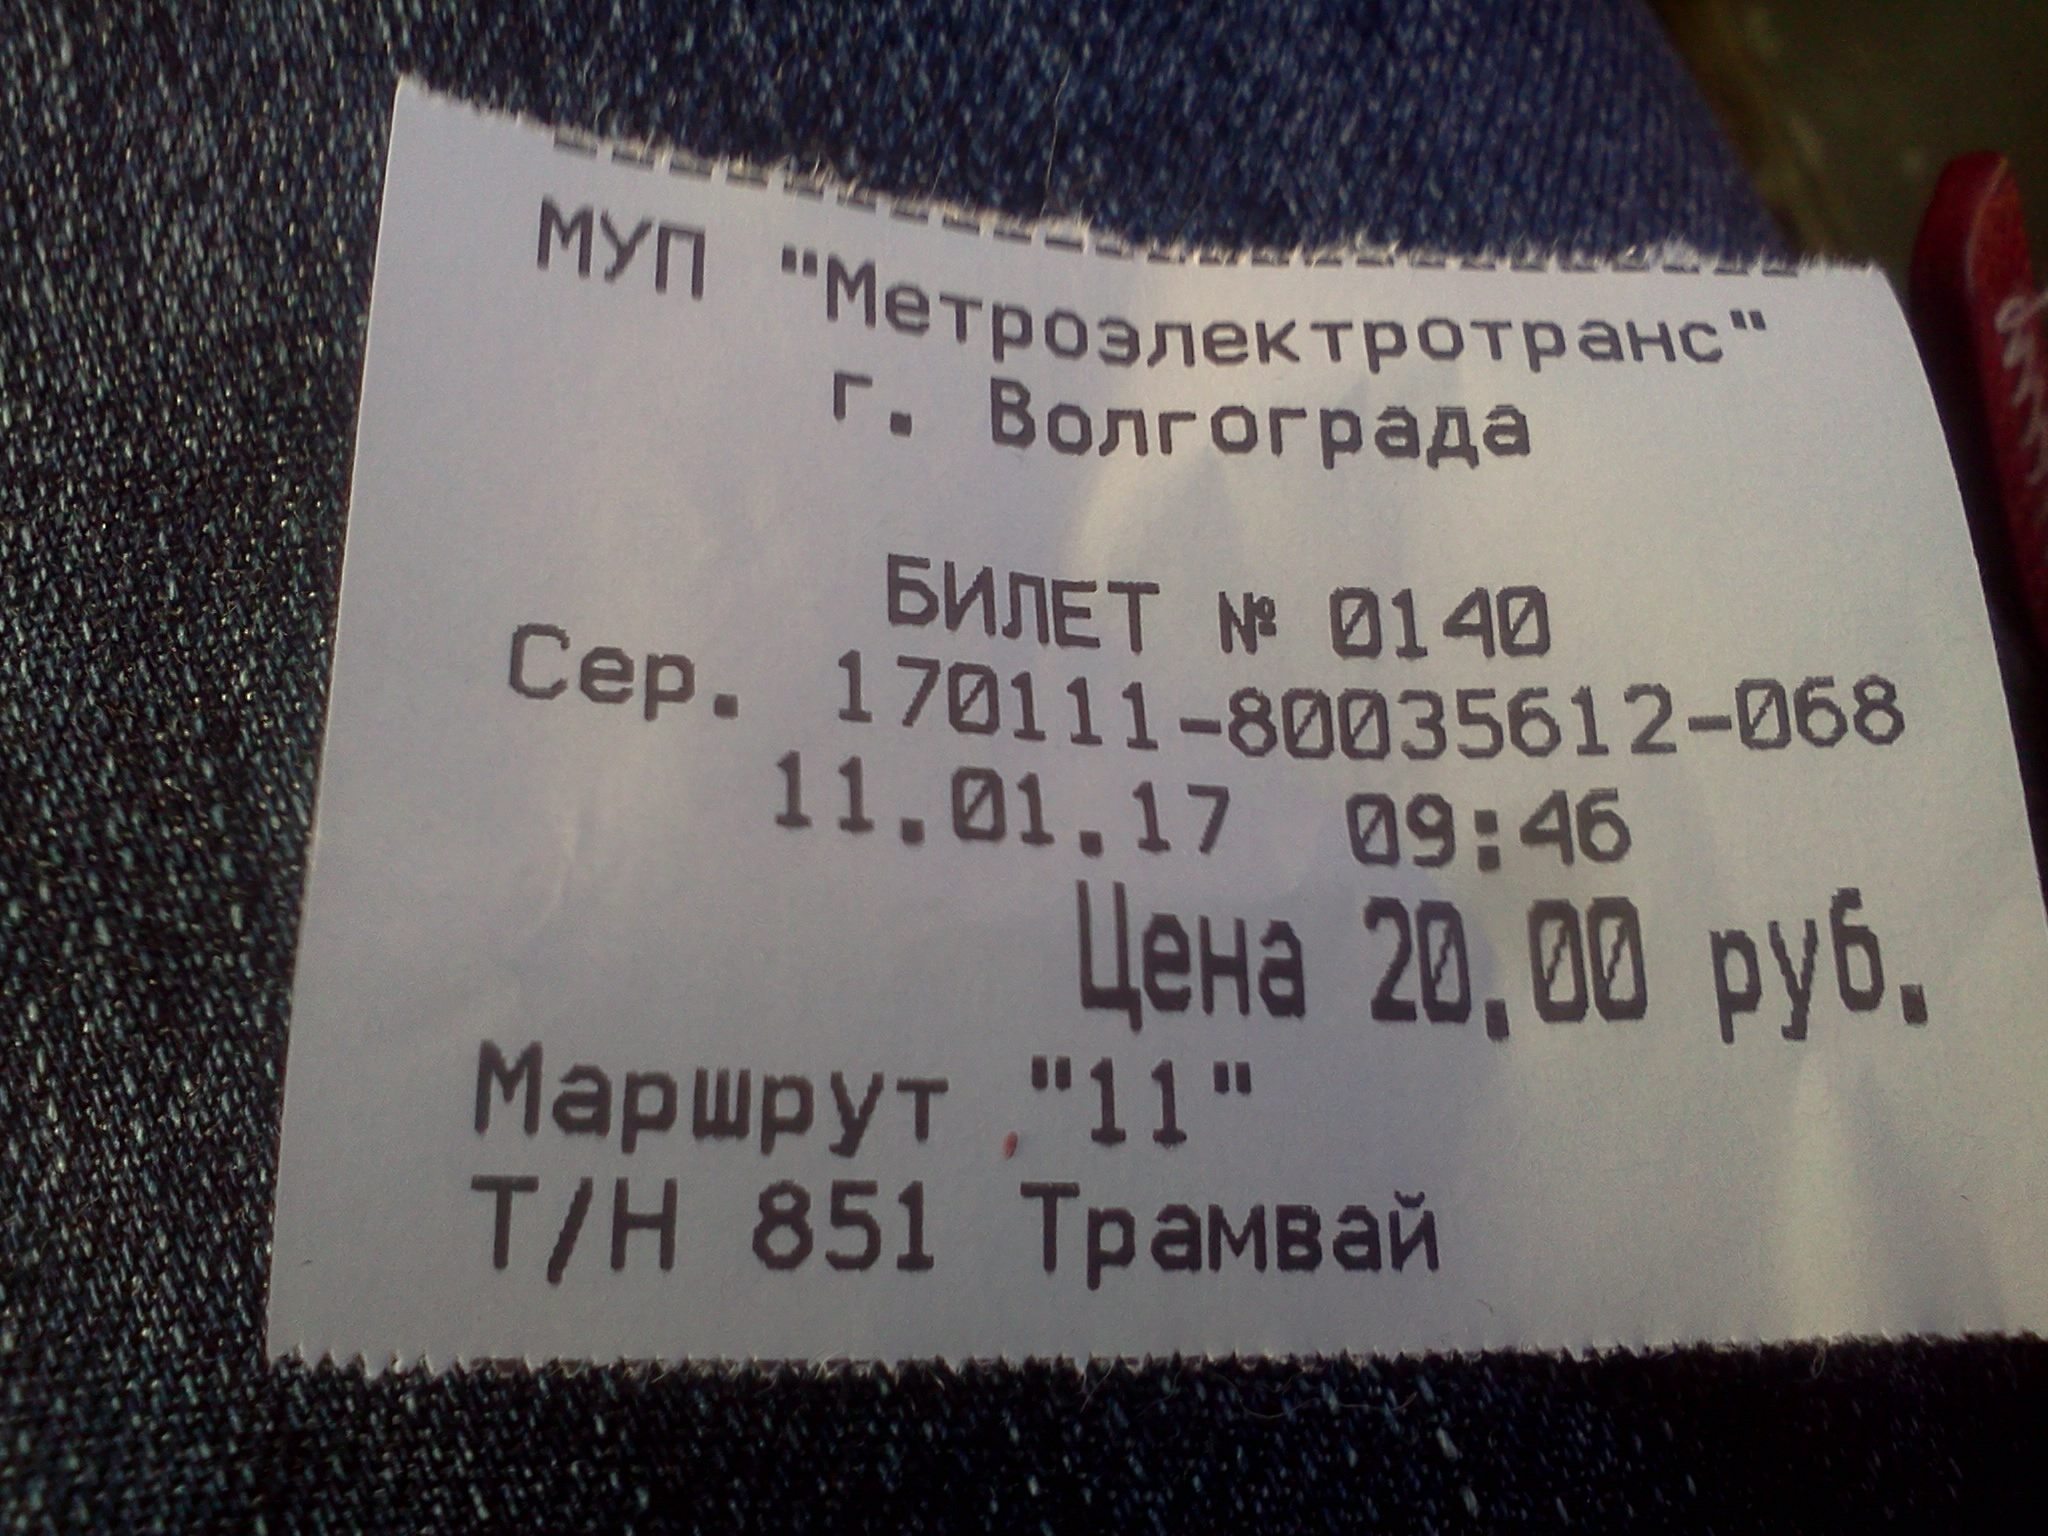 МУП "Метроэлектротранс"
г. Волгограда
БИЛЕТ № 0140
Сер. 170111-80035612-068
11.01.17 09:46
Цена 20.00 руб.
Маршрут "11"
Т/Н 851 Трамвай